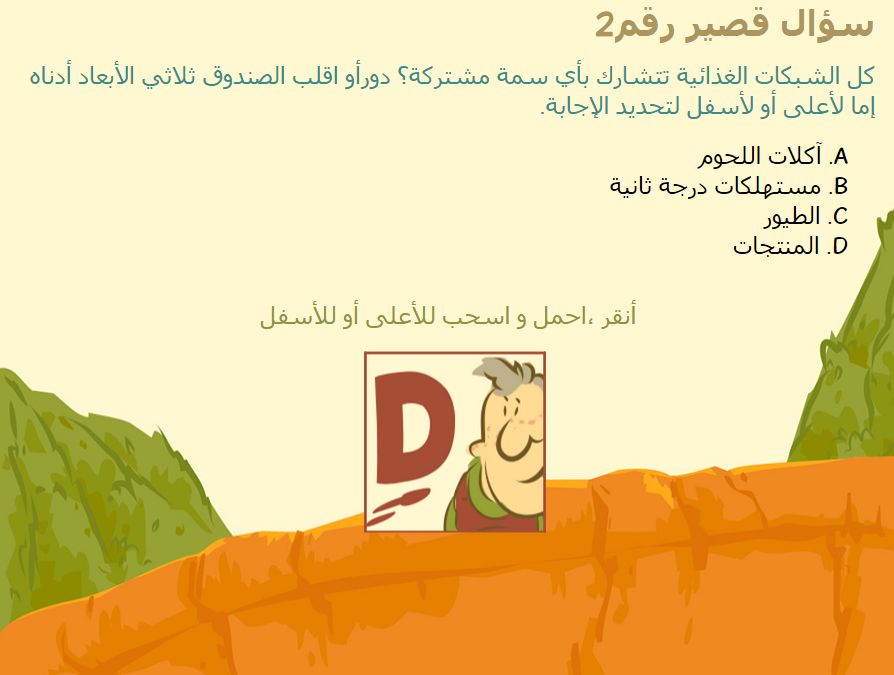 سؤال قصير رقم2
كل الشبكات الغذائية تتشارك بأي سمة مشتركة؟ دورأو اقلب الصندوق ثلاثي الأبعاد أدناه
إما لأعلى أو لأسفل لتحديد الإجابة.
A. آكلات اللحوم
B. مستهلكات درجة ثانية
C. الطيور
D. المنتجات
أنقر ،احمل و اسحب للأعلى أو للأسفل
D